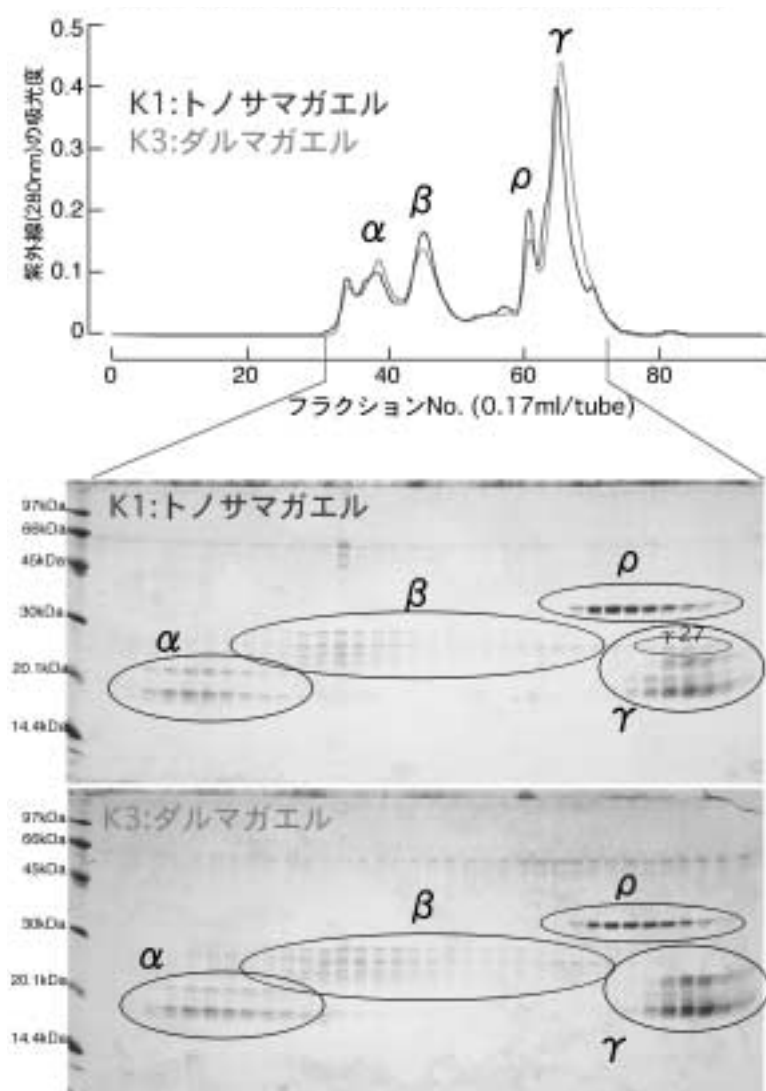 紫外線(280nm)の吸光度
0.5
0.4
0.3
0.2
0.1
0
K1:トノサマガエル
K3:ダルマガエル
α
β
ρ
γ
0
20
40
60
80
フラクションNo. (0.17ml/tube)
K1:トノサマガエル
97kDa
66kDa
45kDa
30kDa
20.1kDa
14.4kDa
α
β
ρ
γ27
γ
K3:ダルマガエル
97kDa
66kDa
45kDa
30kDa
20.1kDa
14.4kDa
α
β
ρ
γ